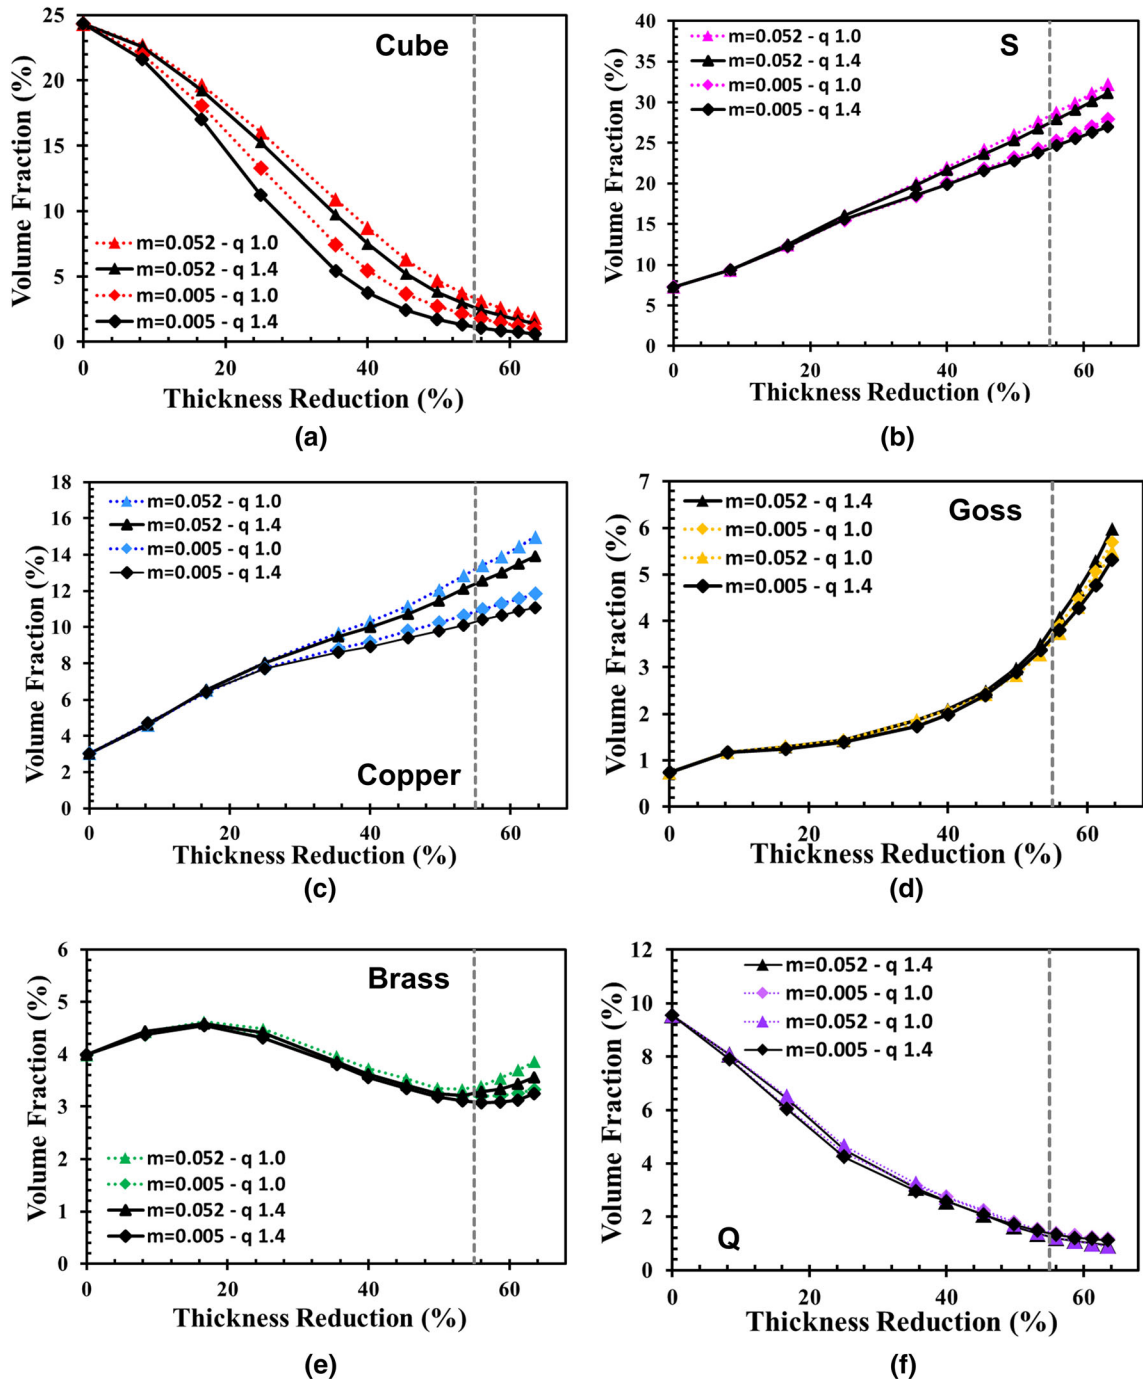 Cube
Volume Fraction (%)
25
20
15
10
5
0
m=0.052 - q 1.0
m=0.052 - q 1.4
m=0.005 - q 1.0
m=0.005 - q 1.4
0 20 40 60
Thickness Reduction (%)
(a)
S
Volume Fraction (%)
40
35
30
25
20
15
10
5
0
m=0.052 - q 1.0
m=0.052 - q 1.4
m=0.005 - q 1.0
m=0.005 - q 1.4
0 20 40 60
Thickness Reduction (%)
(b)
Volume Fraction (%)
18
16
14
12
10
8
6
4
2
0
m=0.052 - q 1.0
m=0.052 - q 1.4
m=0.005 - q 1.0
m=0.005 - q 1.4
Copper
0 20 40 60
Thickness Reduction (%)
(c)
Goss
Volume Fraction (%)
7
6
5
4
3
2
1
0
m=0.052 - q 1.4
m=0.005 - q 1.0
m=0.052 - q 1.0
m=0.005 - q 1.4
0 20 40 60
Thickness Reduction (%)
(d)
Brass
Volume Fraction (%)
6
5
4
3
2
1
0
m=0.052 - q 1.0
m=0.005 - q 1.0
m=0.052 - q 1.4
m=0.005 - q 1.4
0 20 40 60
Thickness Reduction (%)
(e)
Volume Fraction (%)
12
10
8
6
4
2
0
m=0.052 - q 1.4
m=0.005 - q 1.0
m=0.052 - q 1.0
m=0.005 - q 1.4
Q
0 20 40 60
Thickness Reduction (%)
(f)